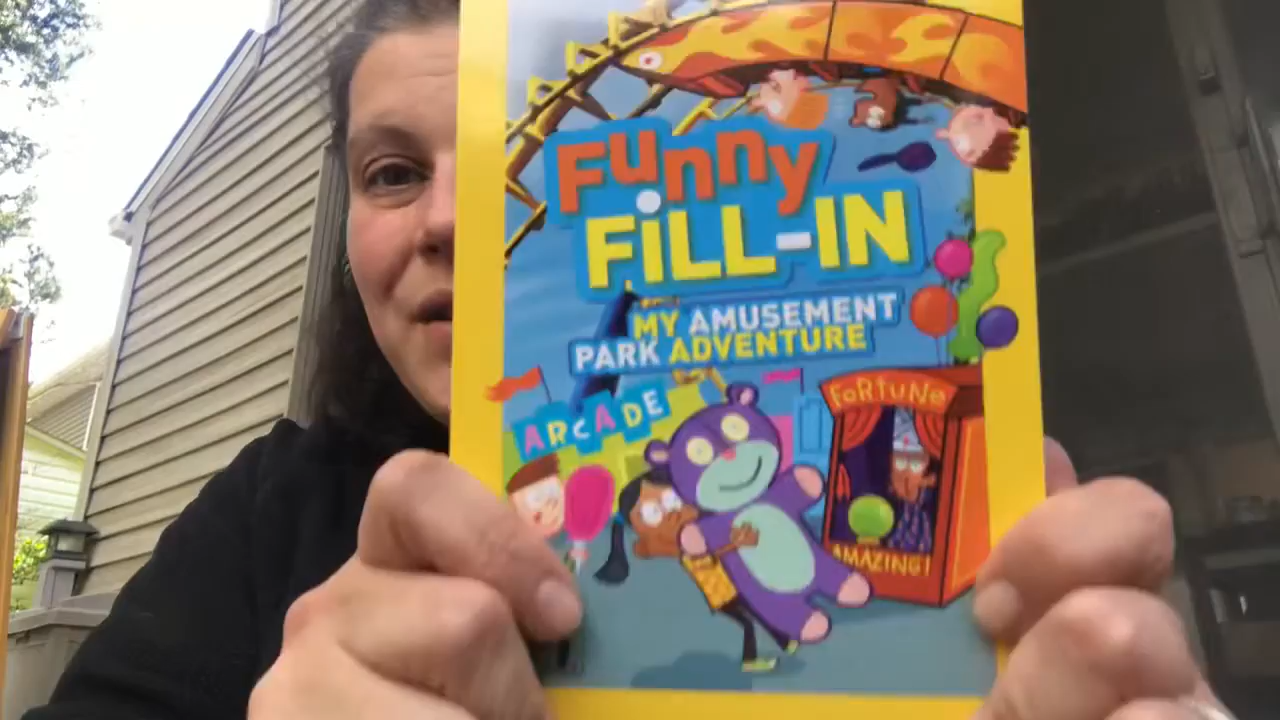 Funny
FiLL-IN
MY AMUSEMENT
PARK ADVENTURE
ARCADE
FoRTuNe
AMAZING!